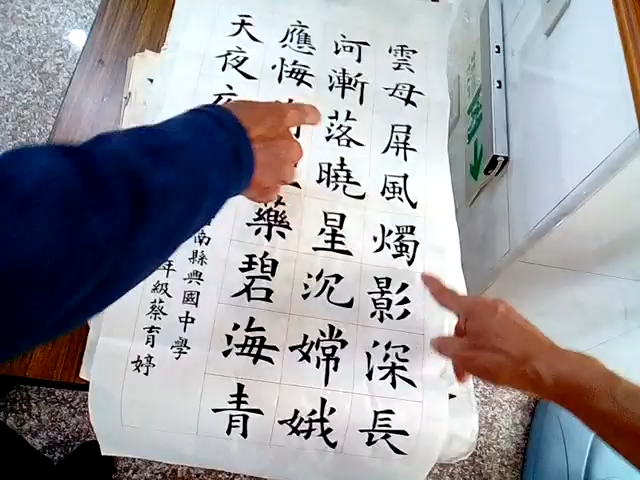 雲母屏風燭影深長
河漸落曉星沉嫦娥
應悔藥碧海青
天夜
南縣興國中學
年級蔡育婷